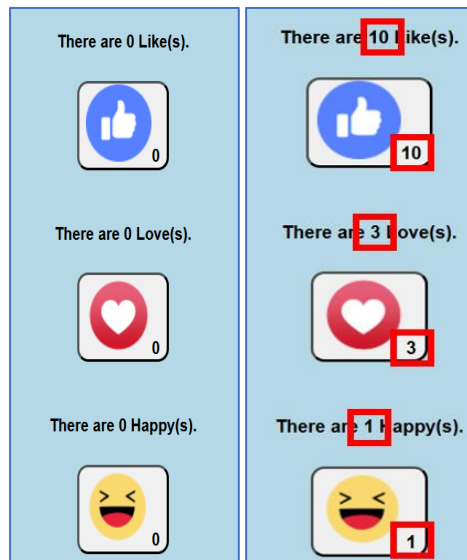 There are 0 Like(s).
0
There are 0 Love(s).
0
There are 0 Happy(s).
0
There are 10 Like(s).
10
There are 3 Love(s).
3
There are 1 Happy(s).
1